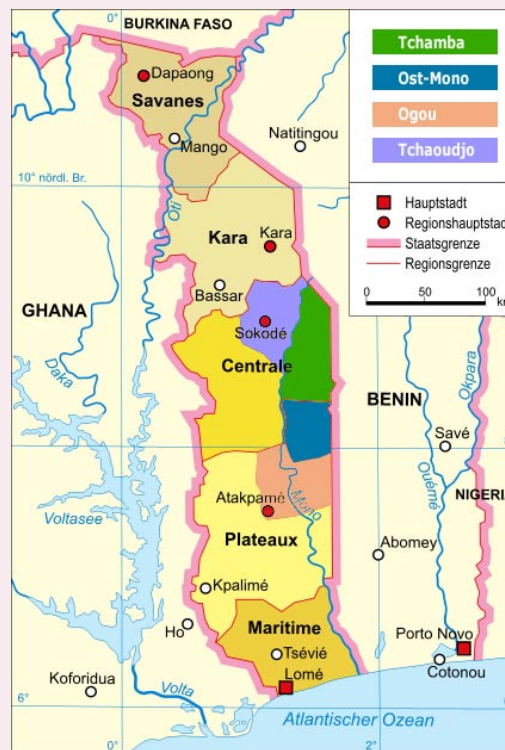 0°
BURKINA FASO
Tchamba
Ost-Mono
Ogou
Tchaoudjo
Dapaong
Savanes
Mango
Natitingou
10° nördl. Br.
Hauptstadt
Regionshauptstadt
Staatsgrenze
Regionsgrenze
0 50 100
km
Oti
Kara
Kara
Bassar
GHANA
Sokodé
Centrale
Daka
BENIN
Okpara
Savé
Ouémé
NIGERIA
Atakpamé
Mono
Voltasee
Plateaux
Abomey
Kpalimé
Ho
Maritime
Tsévié
Porto Novo
Koforidua
Lomé
Cotonou
Volta
6°
Atlantischer Ozean
0°
2°